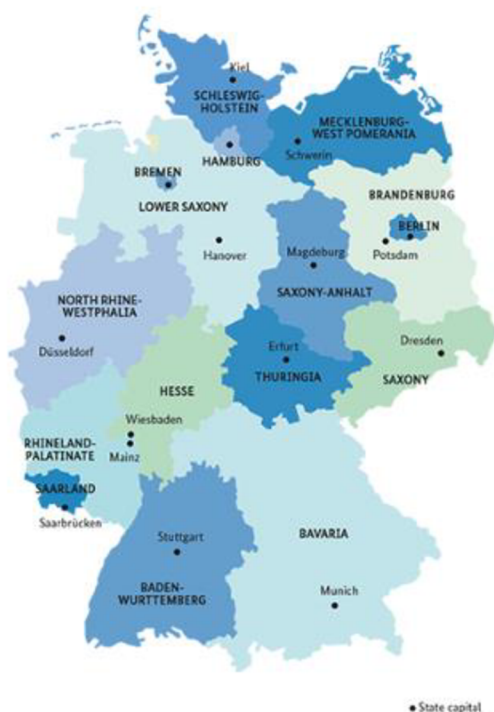 Kiel
SCHLESWIG-
HOLSTEIN
MECKLENBURG-
WEST POMERANIA
HAMBURG
Schwerin
BREMEN
LOWER SAXONY
BRANDENBURG
BERLIN
Hanover
Magdeburg
Potsdam
SAXONY-ANHALT
NORTH RHINE-
WESTPHALIA
Düsseldorf
Erfurt
Dresden
HESSE
THURINGIA
SAXONY
Wiesbaden
RHINELAND-
PALATINATE
Mainz
SAARLAND
Saarbrücken
Stuttgart
BAVARIA
BADEN-
WURTTEMBERG
Munich
State capital